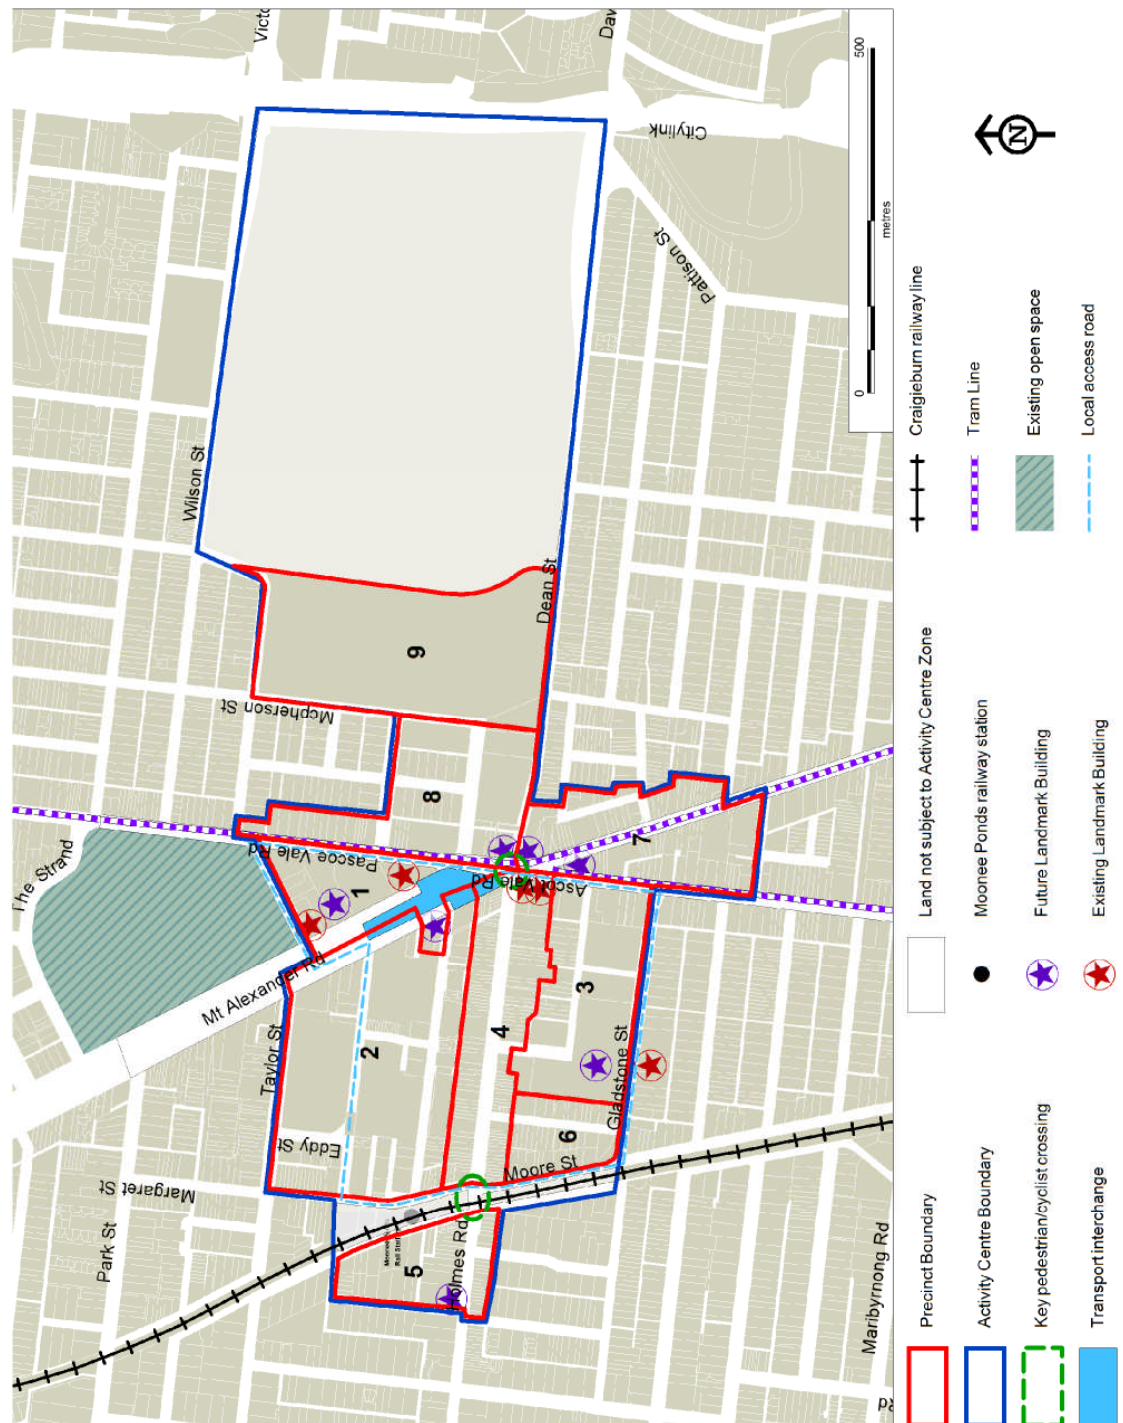 Victo
Dav
Citylink
Pattison St
Wilson St
Dean St
Mcpherson St
The Strand
Pascoe Vale Rd
Ascot Vale Rd
Mt Alexander Rd
Taylor St
Eddy St
Margaret St
Park St
Gladstone St
Moore St
Holmes Rd
Maribyrnong Rd
Rd
1
2
3
4
5
6
7
8
9
N
0
500
metres
Precinct Boundary
Activity Centre Boundary
Key pedestrian/cyclist crossing
Transport interchange
Land not subject to Activity Centre Zone
Moonee Ponds railway station
Future Landmark Building
Existing Landmark Building
Craigieburn railway line
Tram Line
Existing open space
Local access road